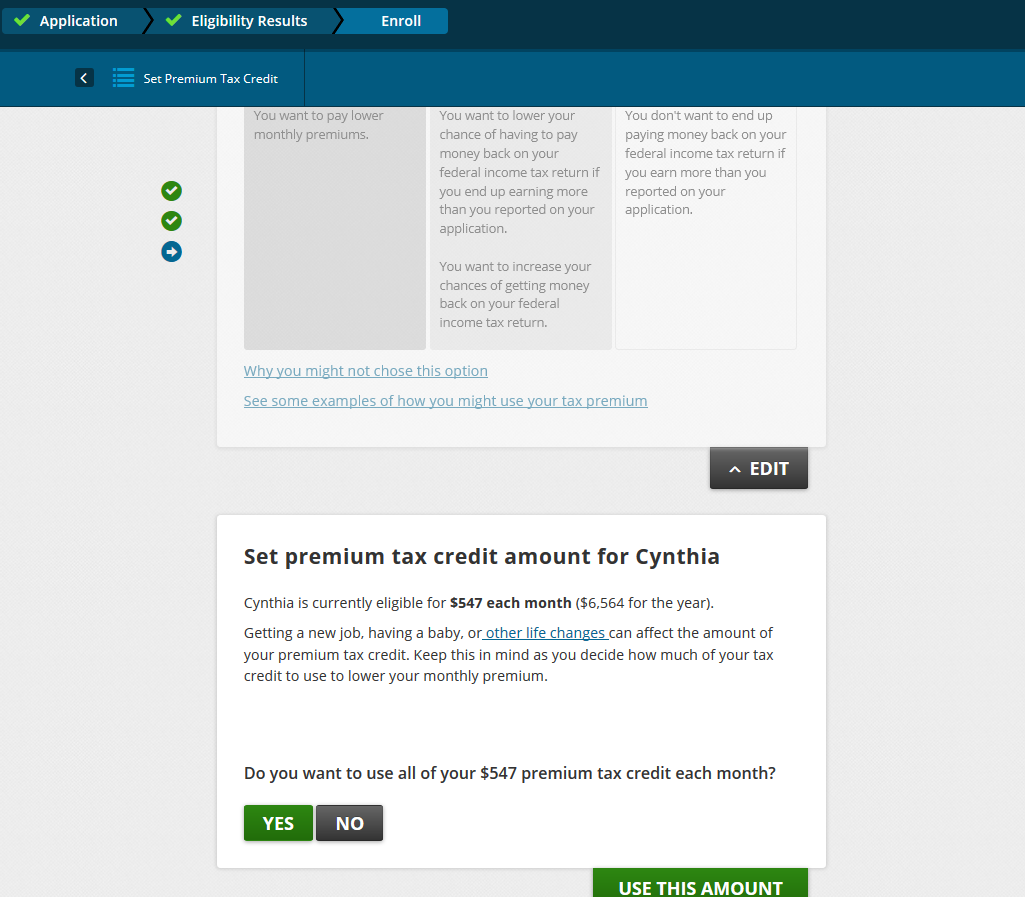 Application
Eligibility Results
Enroll
Set Premium Tax Credit
You want to pay lower
monthly premiums.
You want to lower your
chance of having to pay
money back on your
federal income tax return if
you end up earning more
than you reported on your
application.
You want to increase your
chances of getting money
back on your federal
income tax return.
You don't want to end up
paying money back on your
federal income tax return if
you earn more than you
reported on your
application.
Why you might not chose this option
See some examples of how you might use your tax premium
EDIT
Set premium tax credit amount for Cynthia
Cynthia is currently eligible for $547 each month ($6,564 for the year).
Getting a new job, having a baby, or other life changes can affect the amount of
your premium tax credit. Keep this in mind as you decide how much of your tax
credit to use to lower your monthly premium.
Do you want to use all of your $547 premium tax credit each month?
YES
NO
USE THIS AMOUNT